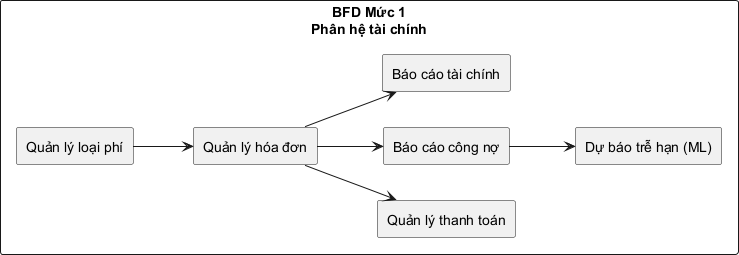 BFD Mức 1
Phân hệ tài chính
Báo cáo tài chính
Quản lý loại phí
Quản lý hóa đơn
Báo cáo công nợ
Dự báo trễ hạn (ML)
Quản lý thanh toán